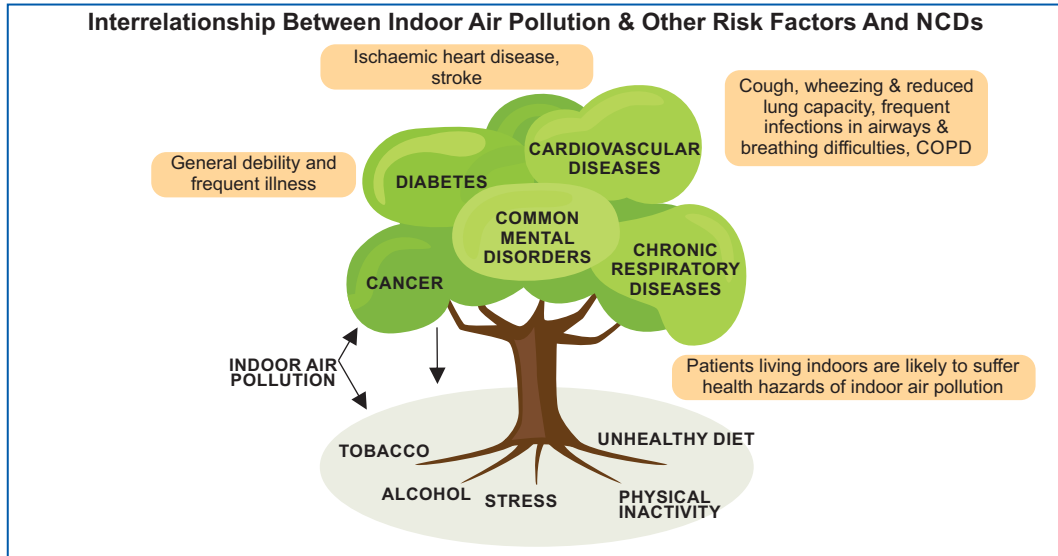 Interrelationship Between Indoor Air Pollution & Other Risk Factors And NCDs
Ischaemic heart disease,
stroke
Cough, wheezing & reduced
lung capacity, frequent
infections in airways &
breathing difficulties, COPD
General debility and
frequent illness
CARDIOVASCULAR
DISEASES
DIABETES
COMMON
MENTAL
DISORDERS
CHRONIC
RESPIRATORY
DISEASES
CANCER
INDOOR AIR
POLLUTION
Patients living indoors are likely to suffer
health hazards of indoor air pollution
TOBACCO
ALCOHOL
STRESS
PHYSICAL
INACTIVITY
UNHEALTHY DIET